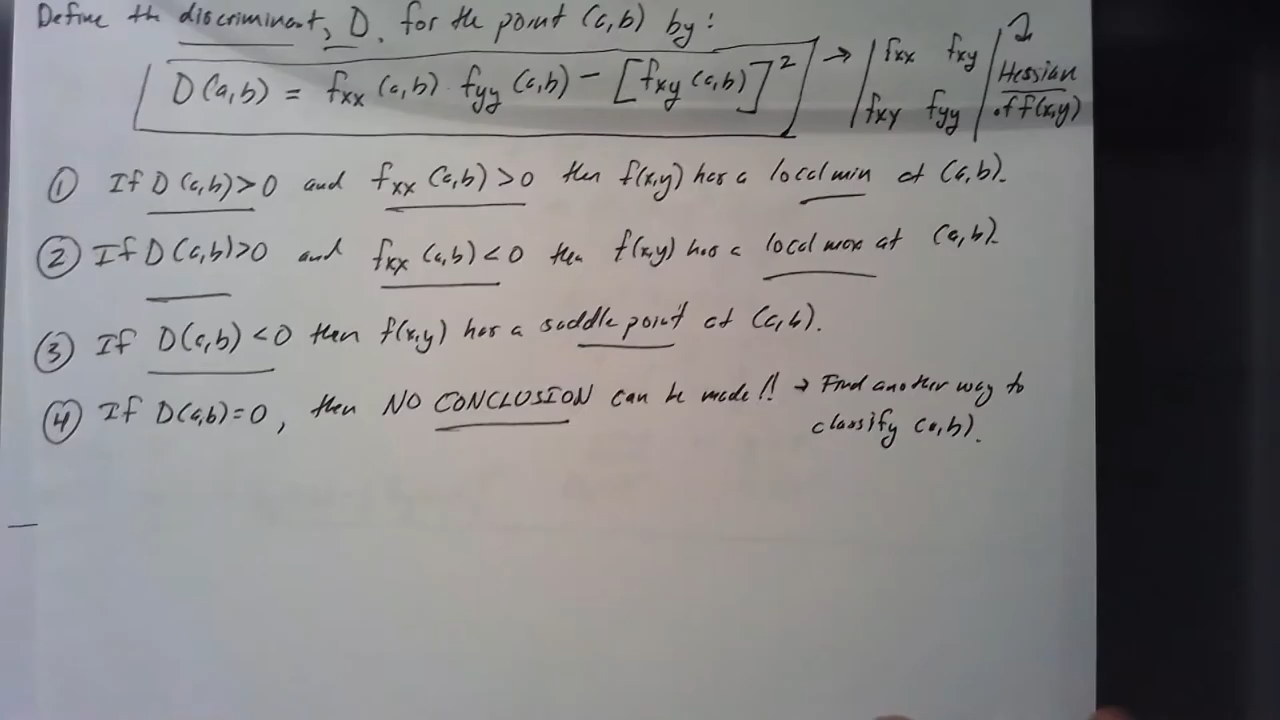 Define the discriminant, D, for the point (a,b) by:
D(a,b) = fxx (a,b) · fyy (a,b) − [fxy (a,b)]² → | fxx fxy |
| fxy fyy |
Hessian
of f(x,y)
① If D(a,b)>0 and fxx (a,b)>0 then f(x,y) has a local min at (a,b).
② If D(a,b)>0 and fxx (a,b)<0 then f(x,y) has a local max at (a,b).
③ If D(a,b)<0 then f(x,y) has a saddle point at (a,b).
④ If D(a,b)=0, then NO CONCLUSION can be made!! → Find another way to
classify (a,b).